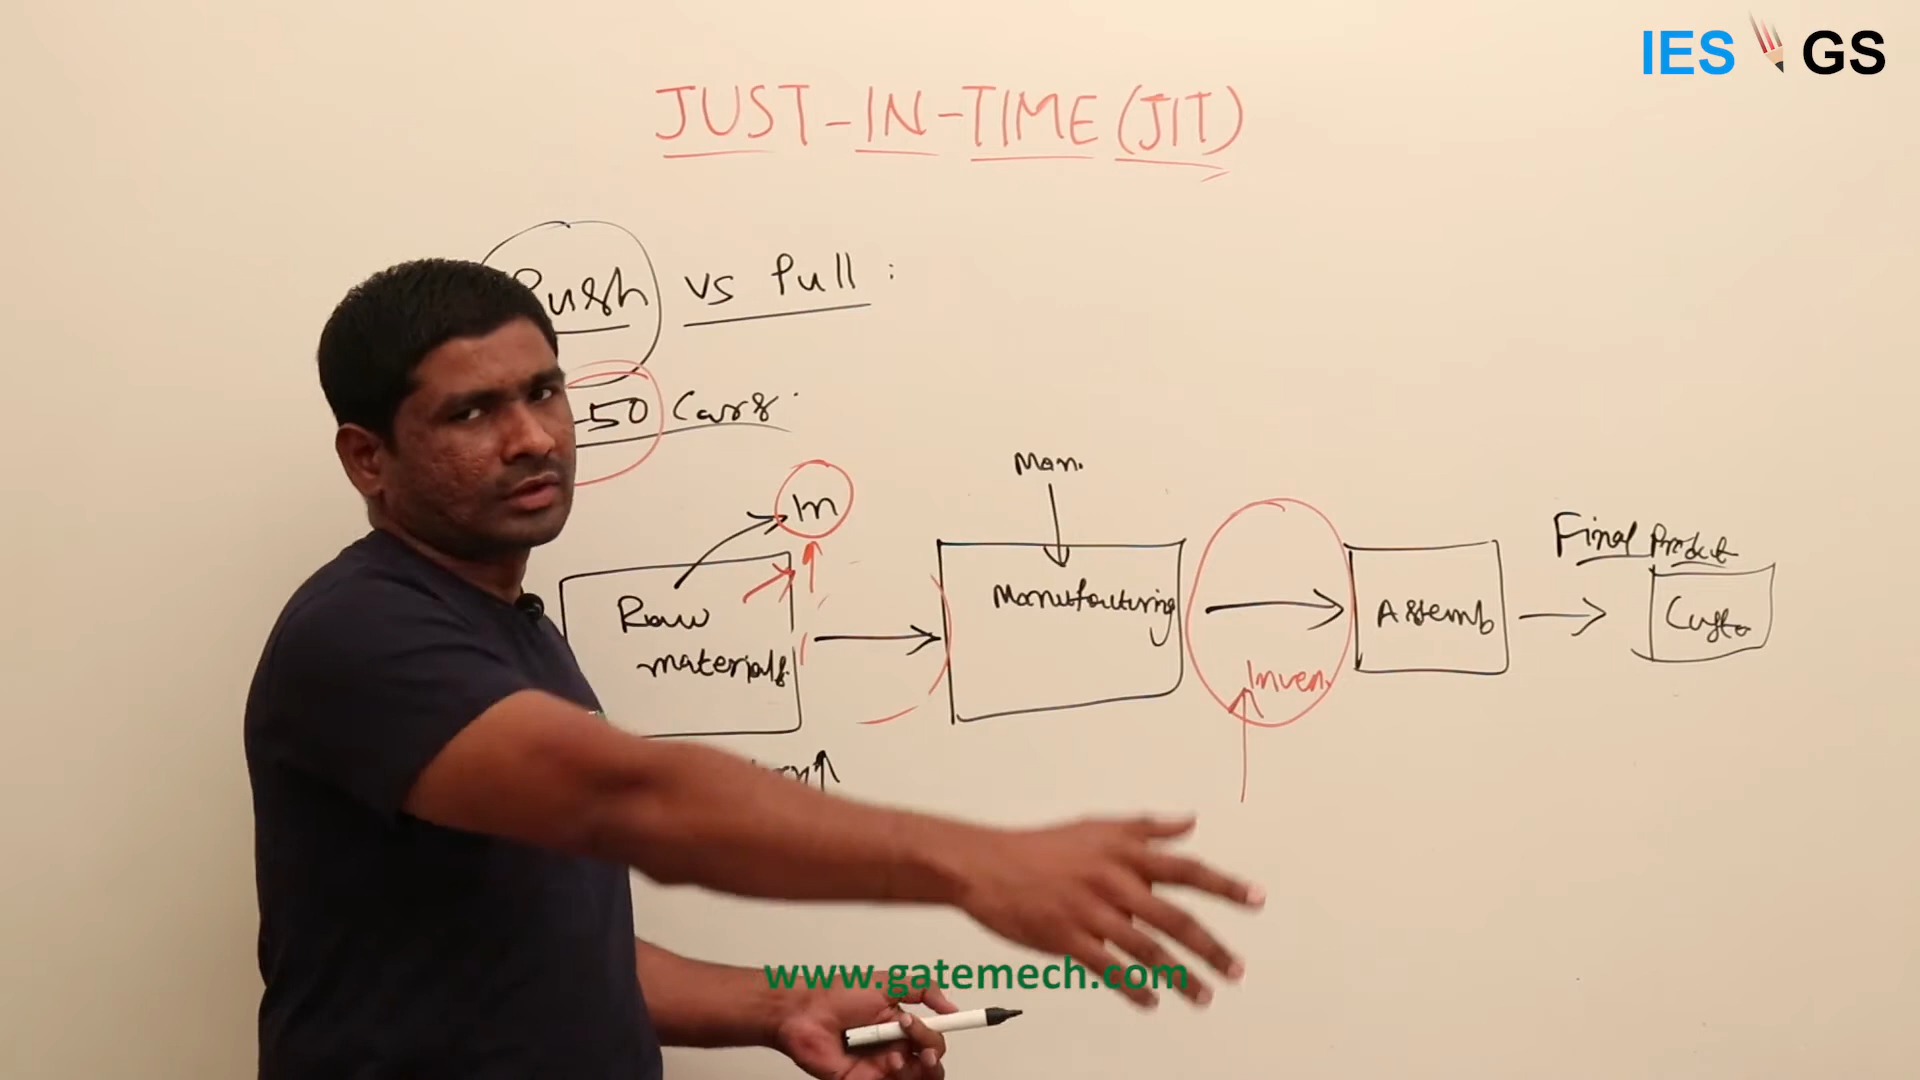 IES GS
JUST-IN-TIME (JIT)
Push vs Pull :
50 Cars
In
Man.
Raw
materials
Manufacturing
Inven.
Assemb
Final Product
Custo
www.gatemech.com